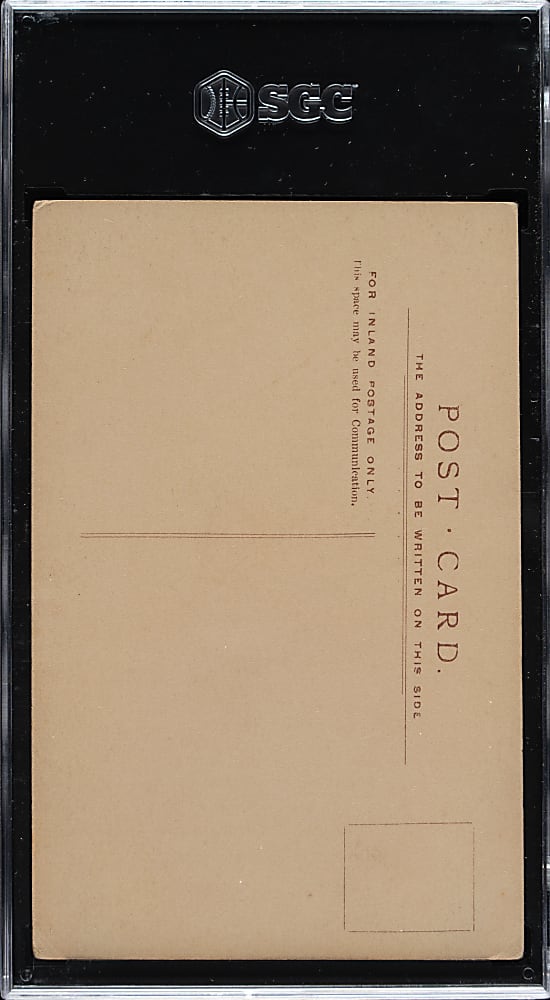 SGC
POST · CARD.
THE ADDRESS TO BE WRITTEN ON THIS SIDE
FOR INLAND POSTAGE ONLY.
This space may be used for Communication.